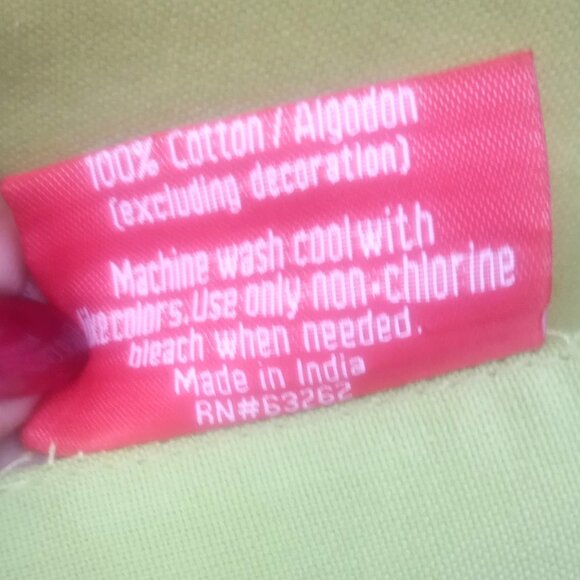 100% Cotton / Algodon
(excluding decoration)
Machine wash cool with
like colors. Use only non-chlorine
bleach when needed.
Made in India
RN#63262